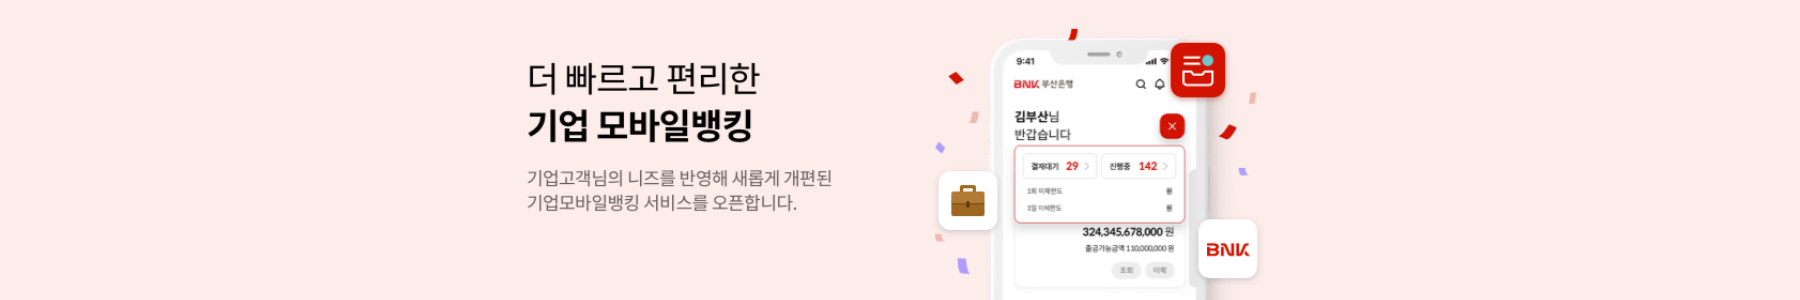 더 빠르고 편리한
기업 모바일뱅킹
기업고객님의 니즈를 반영해 새롭게 개편된
기업모바일뱅킹 서비스를 오픈합니다.
9:41
BNK 부산은행
김부산님
반갑습니다
결재대기 29 진행중 142
1회 이체한도 원
1일 이체한도 원
324,345,678,000 원
출금가능금액 110,000,000 원
조회 이체
BNK